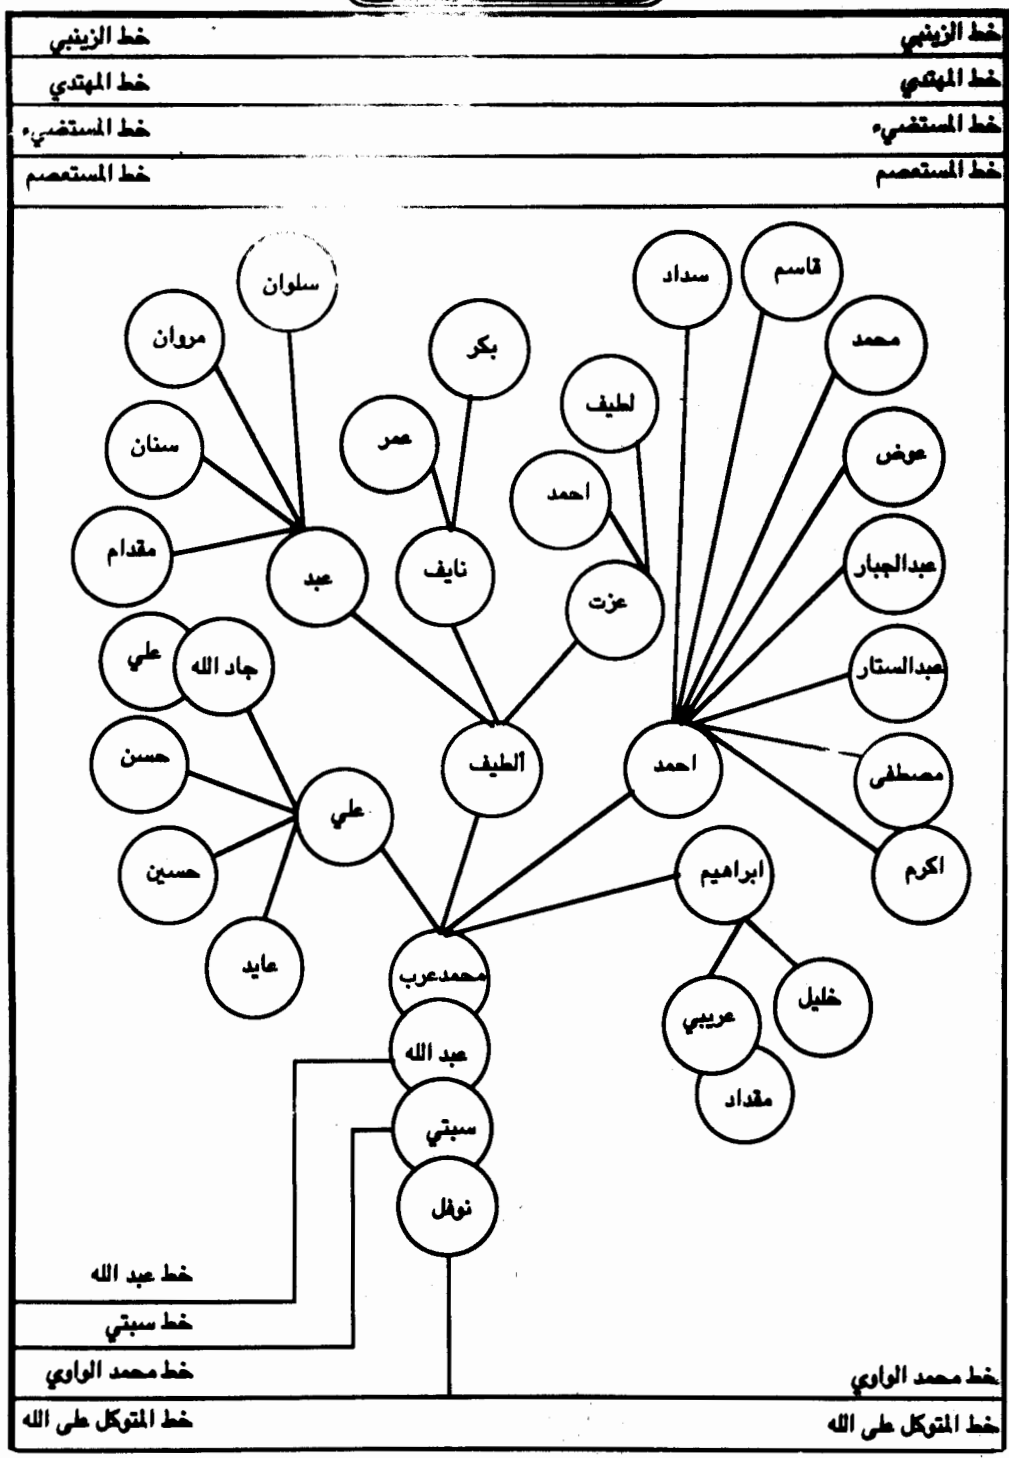 خط الزينبي خط الزينبي
خط المهتدي خط المهتدي
خط المستضيء خط المستضيء
خط المستعصم خط المستعصم
قاسم
سداد
سلوان
محمد
بكر
مروان
لطيف
عوض
عمر
سنان
احمد
عبدالجبار
مقدام
عبد
نايف
عزت
عبدالستار
جاد الله
علي
مصطفى
احمد
ألطيف
حسن
علي
اكرم
ابراهيم
حسين
عايد
محمدعرب
خليل
عريبي
عبد الله
مقداد
سبتي
نوفل
خط عبد الله
خط سبتي
خط محمد الواوي خط محمد الواوي
خط المتوكل على الله خط المتوكل على الله